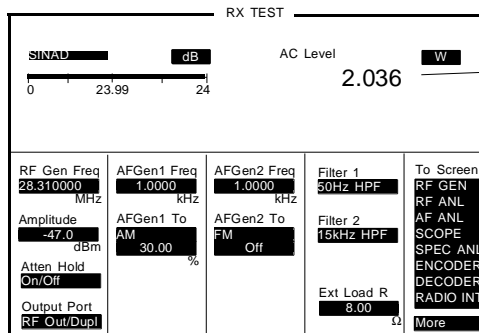 RX TEST
SINAD dB AC Level W
2.036
0 23.99 24
RF Gen Freq AFGen1 Freq AFGen2 Freq Filter 1 To Screen
28.310000 1.0000 1.0000 50Hz HPF RF GEN
MHz kHz kHz RF ANL
Amplitude AFGen1 To AFGen2 To Filter 2 AF ANL
-47.0 AM FM 15kHz HPF SCOPE
dBm 30.00 Off SPEC ANL
% ENCODER
Atten Hold DECODER
On/Off Ext Load R RADIO INT
Output Port 8.00
RF Out/Dupl Ω More